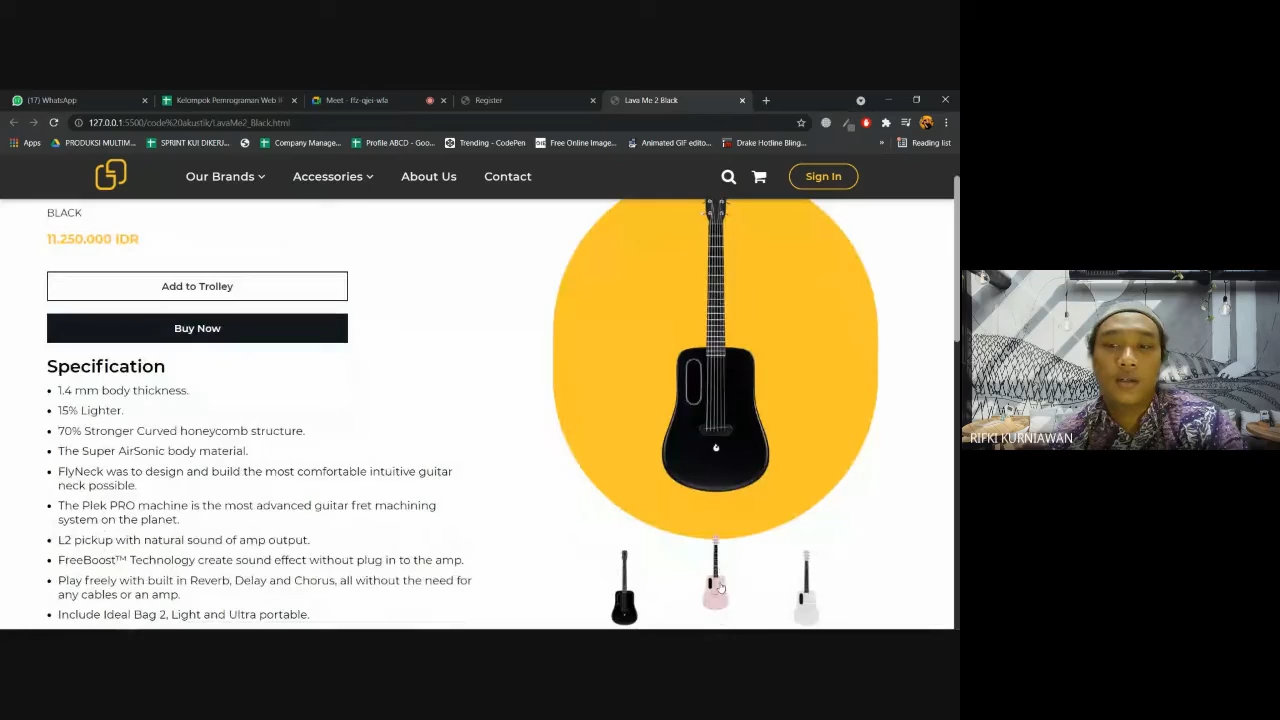 (17) WhatsApp
Kelompok Pemrograman Web IF
Meet - ffz-qjei-wfa
Register
Lava Me 2 Black
127.0.0.1:5500/code%20akustik/LavaMe2_Black.html
Apps
PRODUKSI MULTIM...
SPRINT KUI DIKERJ...
Company Manage...
Profile ABCD - Goo...
Trending - CodePen
Free Online Image...
Animated GIF edito...
Drake Hotline Bling...
»
Reading list
Our Brands
Accessories
About Us
Contact
Sign In
BLACK
11.250.000 IDR
Add to Trolley
Buy Now
Specification
• 1.4 mm body thickness.
• 15% Lighter.
• 70% Stronger Curved honeycomb structure.
• The Super AirSonic body material.
• FlyNeck was to design and build the most comfortable intuitive guitar
neck possible.
• The Plek PRO machine is the most advanced guitar fret machining
system on the planet.
• L2 pickup with natural sound of amp output.
• FreeBoost™ Technology create sound effect without plug in to the amp.
• Play freely with built in Reverb, Delay and Chorus, all without the need for
any cables or an amp.
• Include Ideal Bag 2, Light and Ultra portable.
RIFKI KURNIAWAN